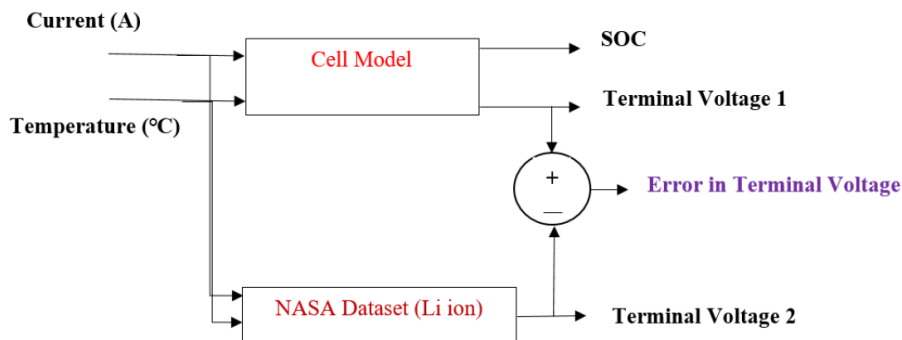 Current (A)
SOC
Cell Model
Terminal Voltage 1
Temperature (°C)
+
Error in Terminal Voltage
—
NASA Dataset (Li ion)
Terminal Voltage 2